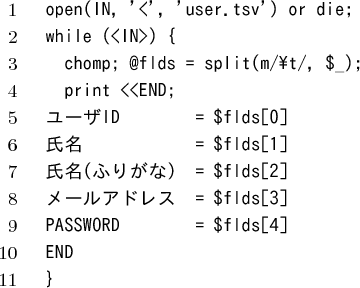 1 open(IN, '<', 'user.tsv') or die;
2 while (<IN>) {
3 chomp; @flds = split(m/¥t/, $_);
4 print <<END;
5 ユーザID = $flds[0]
6 氏名 = $flds[1]
7 氏名(ふりがな) = $flds[2]
8 メールアドレス = $flds[3]
9 PASSWORD = $flds[4]
10 END
11 }